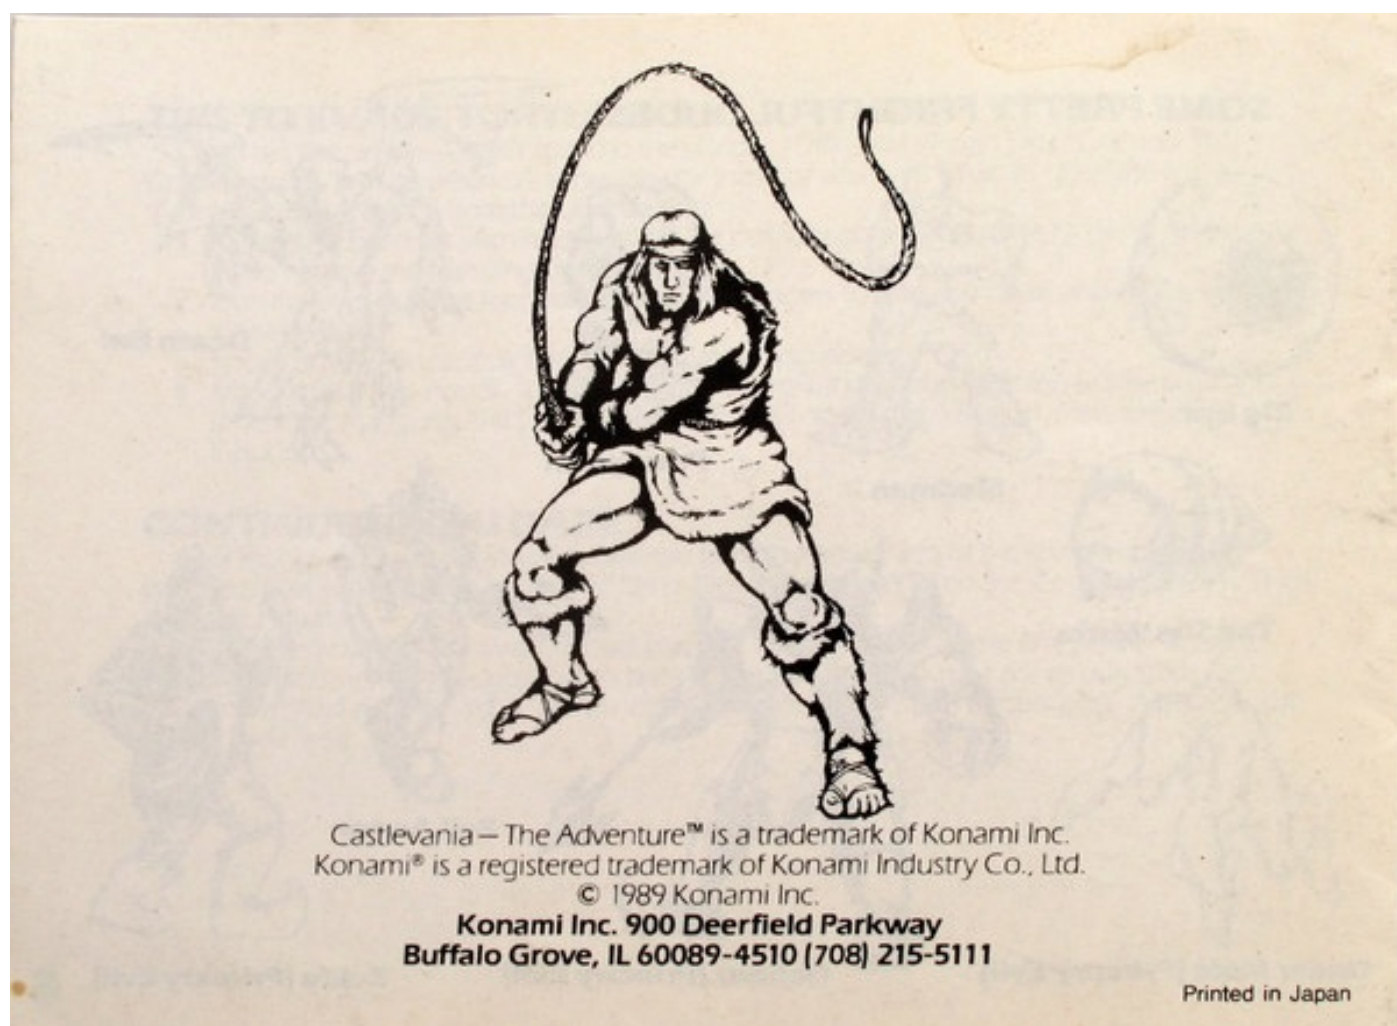 Castlevania — The Adventure™ is a trademark of Konami Inc.
Konami® is a registered trademark of Konami Industry Co., Ltd.
© 1989 Konami Inc.
Konami Inc. 900 Deerfield Parkway
Buffalo Grove, IL 60089-4510 (708) 215-5111
Printed in Japan